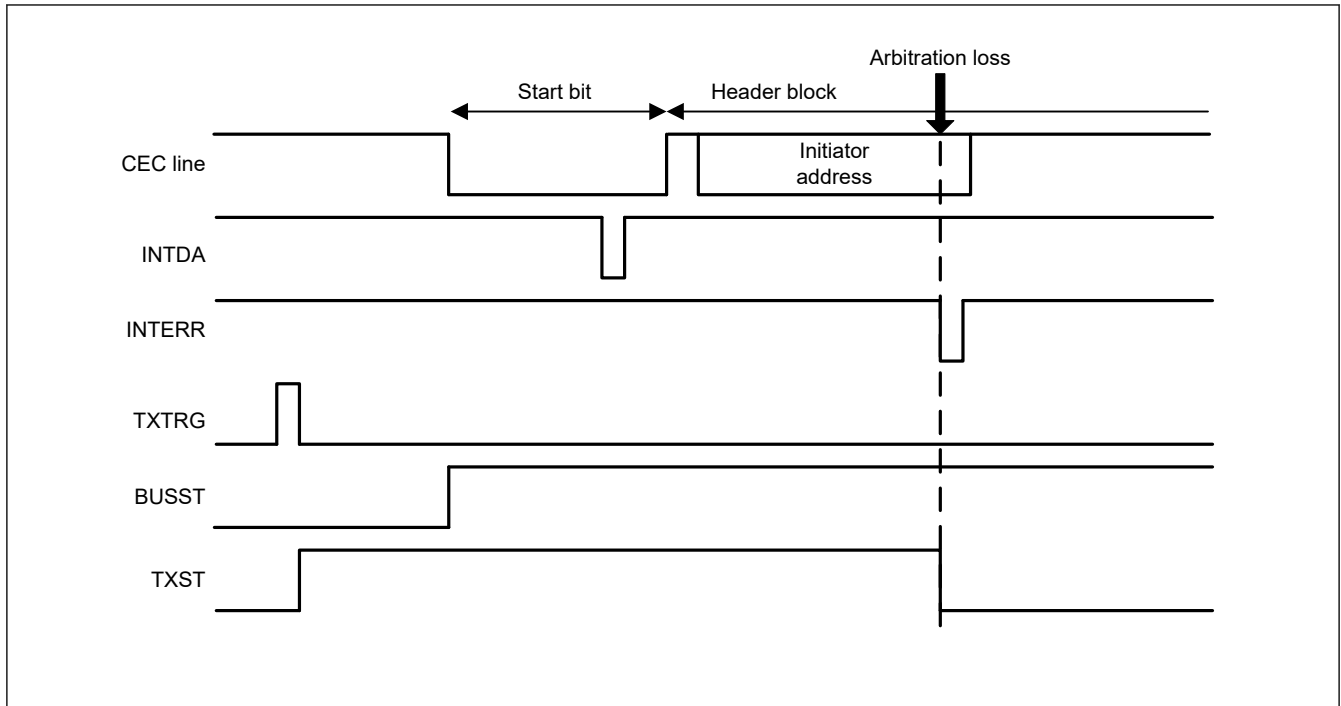 Arbitration loss
Start bit
Header block
CEC line
Initiator
address
INTDA
INTERR
TXTRG
BUSST
TXST